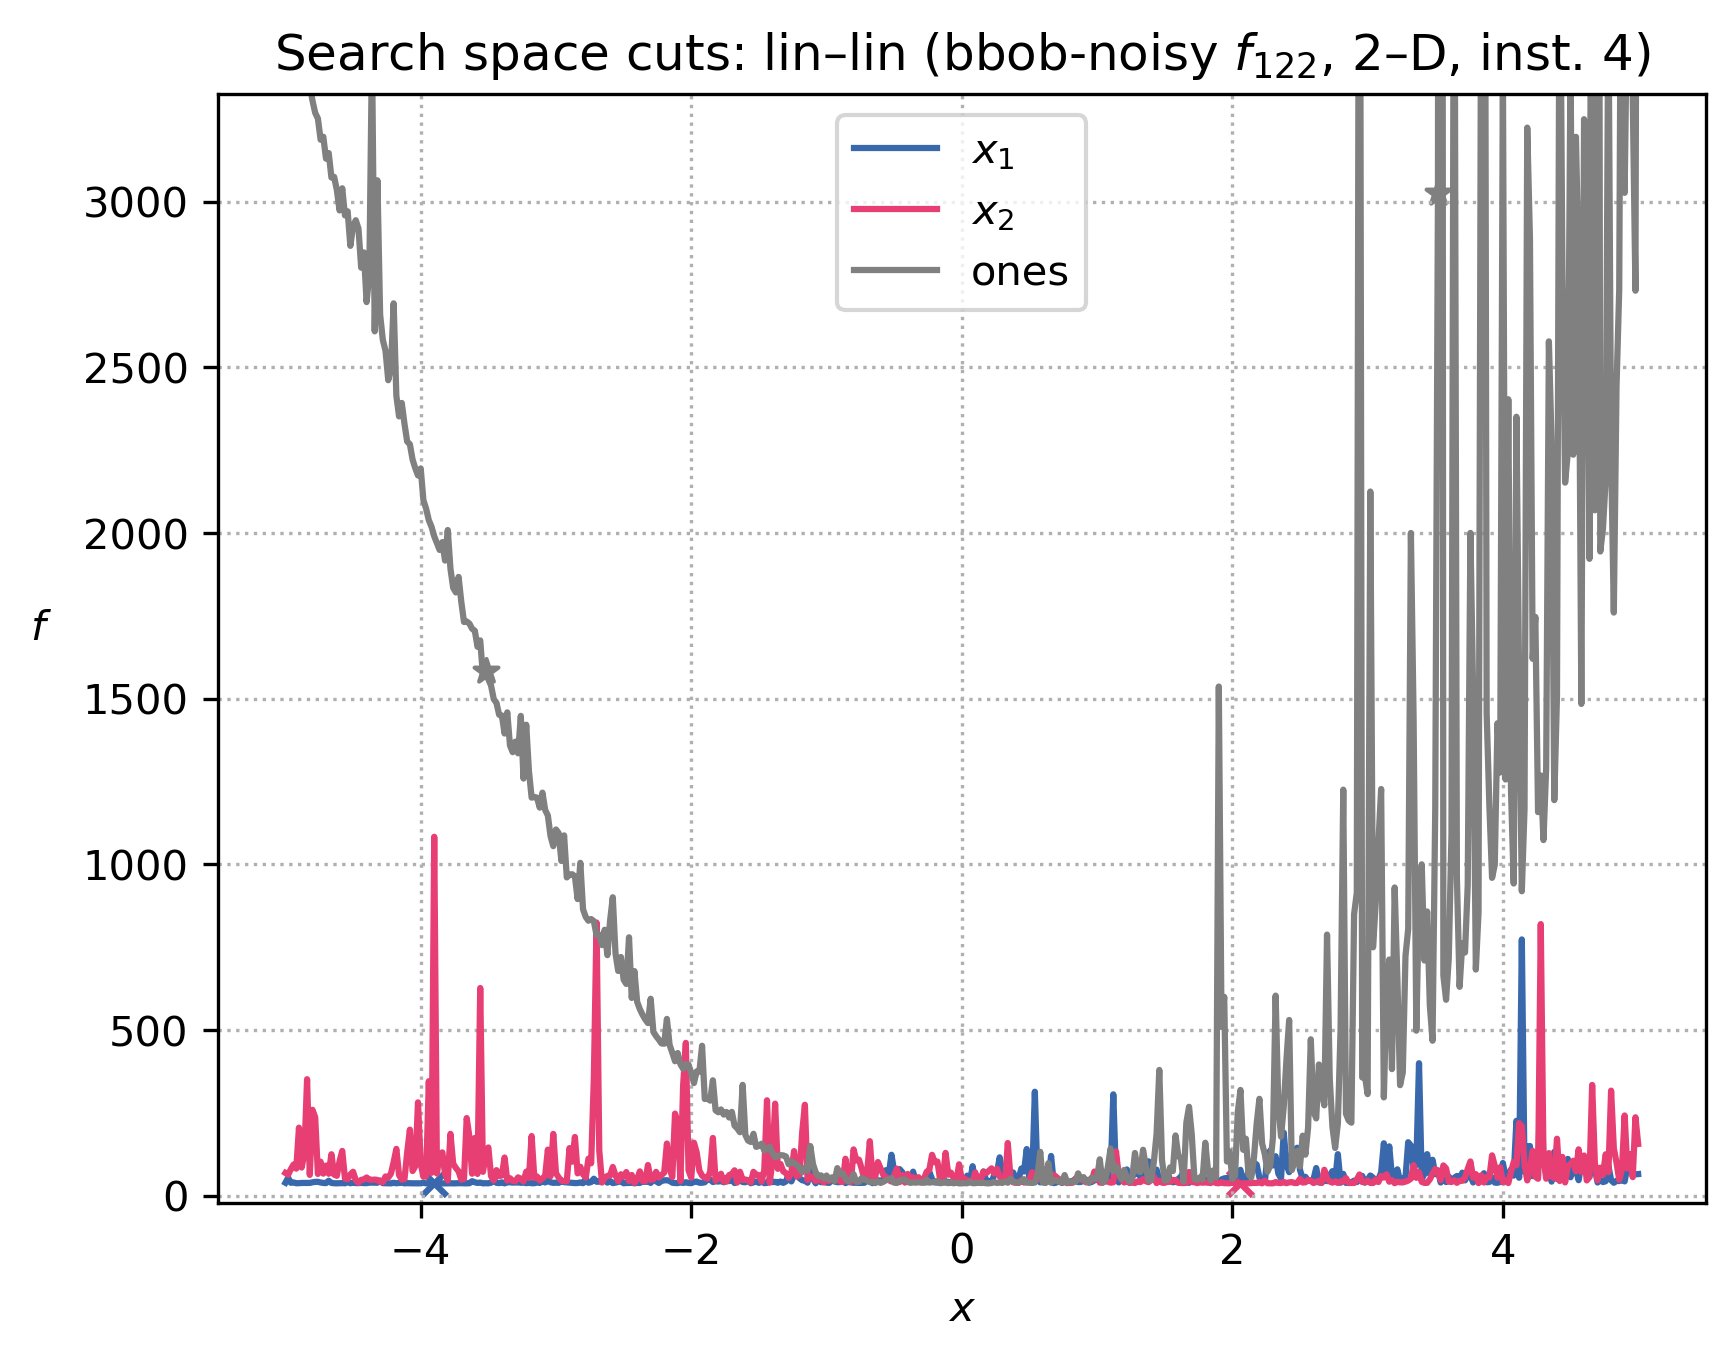 Search space cuts: lin–lin (bbob-noisy f₁₂₂, 2–D, inst. 4)
x₁
x₂
ones
3000
2500
2000
1500
1000
500
0
f
−4
−2
0
2
4
x